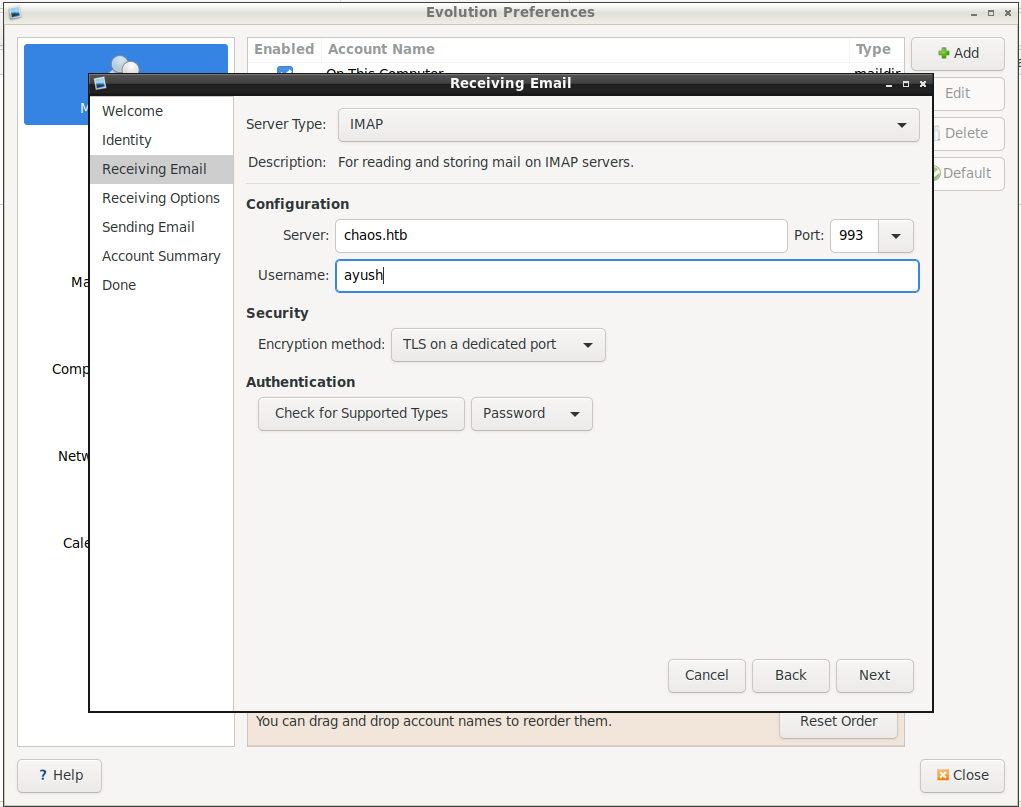 Evolution Preferences
Enabled Account Name Type
On This Computer maildir
Add
Edit
Delete
Default
Receiving Email
Welcome
Identity
Receiving Email
Receiving Options
Sending Email
Account Summary
Done
Server Type: IMAP
Description: For reading and storing mail on IMAP servers.
Configuration
Server: chaos.htb Port: 993
Username: ayush
Security
Encryption method: TLS on a dedicated port
Authentication
Check for Supported Types Password
Cancel Back Next
M
Ma
Comp
Netw
Cale
You can drag and drop account names to reorder them. Reset Order
? Help Close